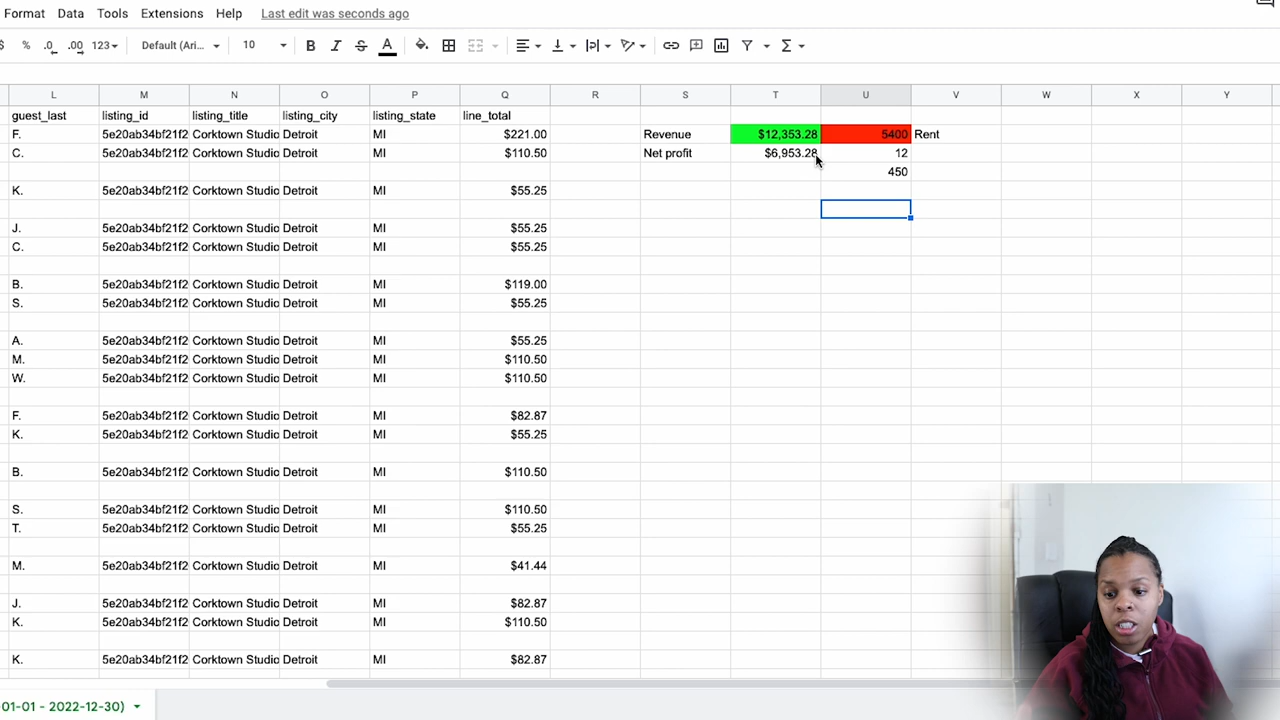 Format Data Tools Extensions Help Last edit was seconds ago
$ % .0 .00 123 Default (Ari... 10 B I S A
L M N O P Q R S T U V W X Y Z
guest_last listing_id listing_title listing_city listing_state line_total
F. 5e20ab34bf21f2 Corktown Studio Detroit MI $221.00 Revenue $12,353.28 5400 Rent
C. 5e20ab34bf21f2 Corktown Studio Detroit MI $110.50 Net profit $6,953.28 12
450
K. 5e20ab34bf21f2 Corktown Studio Detroit MI $55.25
J. 5e20ab34bf21f2 Corktown Studio Detroit MI $55.25
C. 5e20ab34bf21f2 Corktown Studio Detroit MI $55.25
B. 5e20ab34bf21f2 Corktown Studio Detroit MI $119.00
S. 5e20ab34bf21f2 Corktown Studio Detroit MI $55.25
A. 5e20ab34bf21f2 Corktown Studio Detroit MI $55.25
M. 5e20ab34bf21f2 Corktown Studio Detroit MI $110.50
W. 5e20ab34bf21f2 Corktown Studio Detroit MI $110.50
F. 5e20ab34bf21f2 Corktown Studio Detroit MI $82.87
K. 5e20ab34bf21f2 Corktown Studio Detroit MI $55.25
B. 5e20ab34bf21f2 Corktown Studio Detroit MI $110.50
S. 5e20ab34bf21f2 Corktown Studio Detroit MI $110.50
T. 5e20ab34bf21f2 Corktown Studio Detroit MI $55.25
M. 5e20ab34bf21f2 Corktown Studio Detroit MI $41.44
J. 5e20ab34bf21f2 Corktown Studio Detroit MI $82.87
K. 5e20ab34bf21f2 Corktown Studio Detroit MI $110.50
K. 5e20ab34bf21f2 Corktown Studio Detroit MI $82.87
01-01 - 2022-12-30)